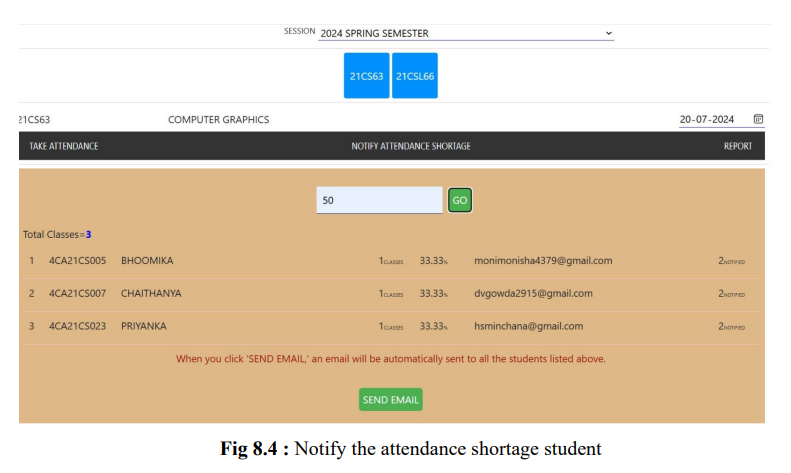 SESSION 2024 SPRING SEMESTER
21CS63 21CSL66
21CS63 COMPUTER GRAPHICS 20-07-2024
TAKE ATTENDANCE NOTIFY ATTENDANCE SHORTAGE REPORT
50 GO
Total Classes=3
1 4CA21CS005 BHOOMIKA 1CLASSES 33.33% monimonisha4379@gmail.com 2NOTIFIED
2 4CA21CS007 CHAITHANYA 1CLASSES 33.33% dvgowda2915@gmail.com 2NOTIFIED
3 4CA21CS023 PRIYANKA 1CLASSES 33.33% hsminchana@gmail.com 2NOTIFIED
When you click 'SEND EMAIL,' an email will be automatically sent to all the students listed above.
SEND EMAIL
Fig 8.4 : Notify the attendance shortage student